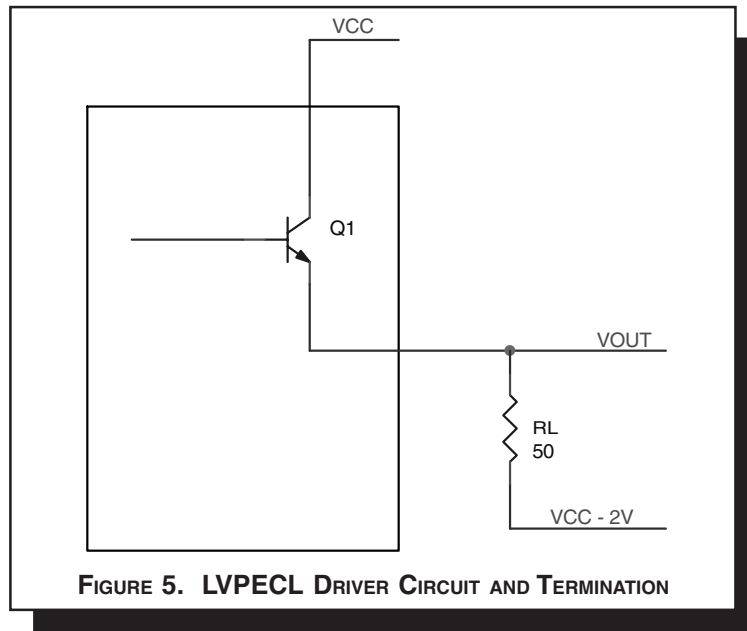 VCC
Q1
VOUT
RL
50
VCC - 2V
FIGURE 5. LVPECL DRIVER CIRCUIT AND TERMINATION